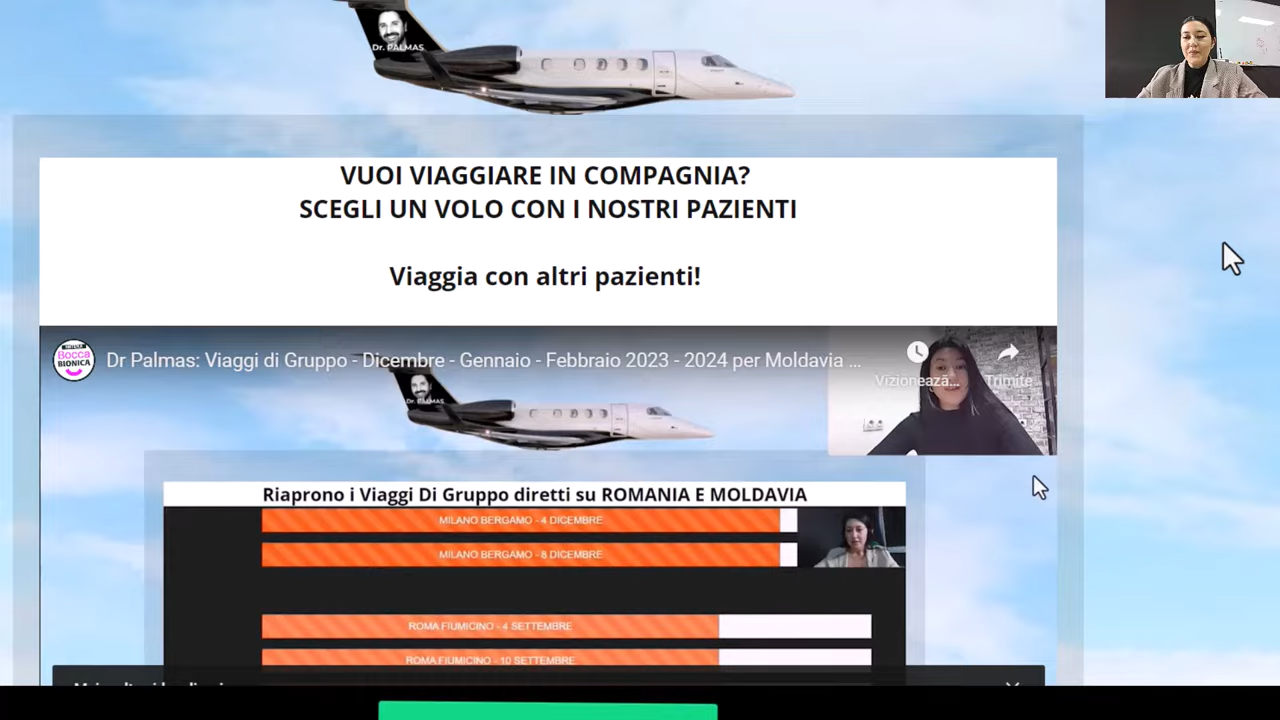 Dr. PALMAS
VUOI VIAGGIARE IN COMPAGNIA?
SCEGLI UN VOLO CON I NOSTRI PAZIENTI
Viaggia con altri pazienti!
Bocca
BIONICA
Dr Palmas: Viaggi di Gruppo - Dicembre - Gennaio - Febbraio 2023 - 2024 per Moldavia ...
Vizionează...
Trimite
Dr. PALMAS
Riaprono i Viaggi Di Gruppo diretti su ROMANIA E MOLDAVIA
MILANO BERGAMO - 4 DICEMBRE
MILANO BERGAMO - 8 DICEMBRE
ROMA FIUMICINO - 4 SETTEMBRE
ROMA FIUMICINO - 10 SETTEMBRE